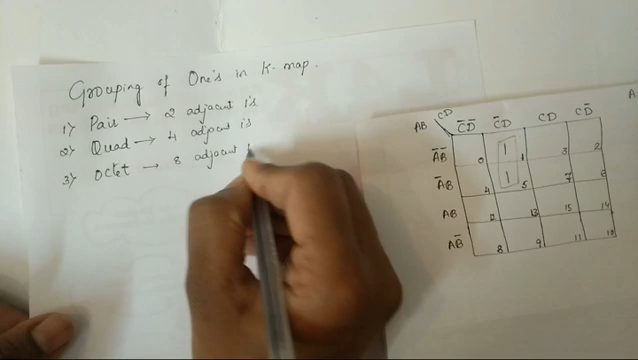 Grouping of One's in K-map.
1) Pair → 2 adjacent 1's
2) Quad → 4 adjacent 1's
3) Octet → 8 adjacent 1
A
CD
AB C̅D̅ C̅D CD CD̅
A̅B̅ 0 1 1 3 2
A̅B 4 1 5 7 6
AB 12 13 15 14
AB̅ 8 9 11 10